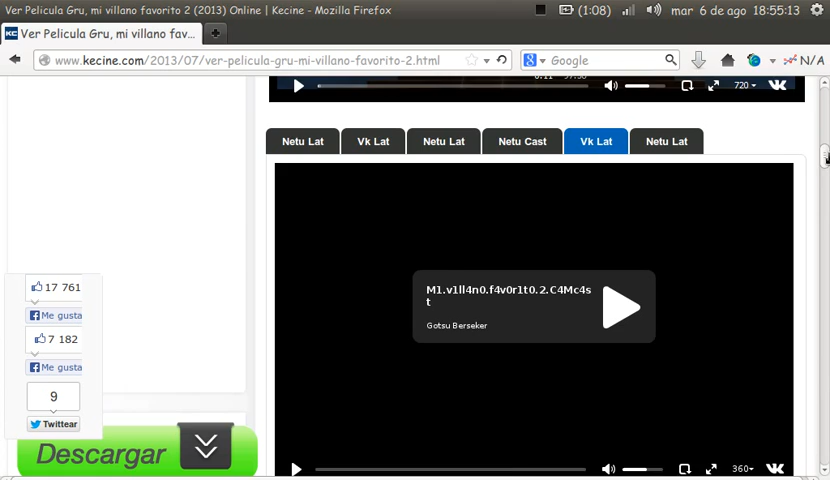 Ver Pelicula Gru, mi villano favorito 2 (2013) Online | Kecine - Mozilla Firefox
(1:08)
mar 6 de ago 18:55:13
KC Ver Pelicula Gru, mi villano fav...
www.kecine.com/2013/07/ver-pelicula-gru-mi-villano-favorito-2.html
Google
N/A
720
Netu Lat
Vk Lat
Netu Lat
Netu Cast
Vk Lat
Netu Lat
M1.v1ll4n0.f4v0r1t0.2.C4Mc4s
t
Gotsu Berseker
17 761
Me gusta
7 182
Me gusta
9
Twittear
Descargar
360